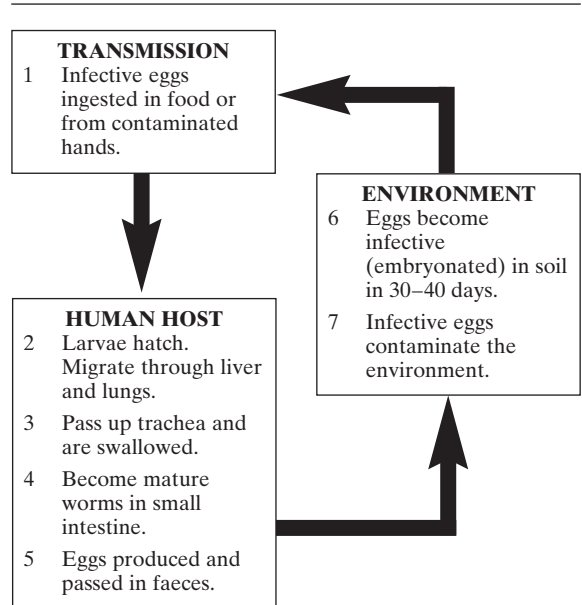 TRANSMISSION
1 Infective eggs
ingested in food or
from contaminated
hands.
HUMAN HOST
2 Larvae hatch.
Migrate through liver
and lungs.
3 Pass up trachea and
are swallowed.
4 Become mature
worms in small
intestine.
5 Eggs produced and
passed in faeces.
ENVIRONMENT
6 Eggs become
infective
(embryonated) in soil
in 30–40 days.
7 Infective eggs
contaminate the
environment.